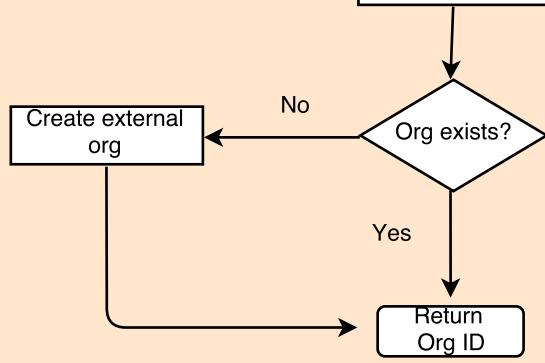 No
Create external
org
Org exists?
Yes
Return
Org ID